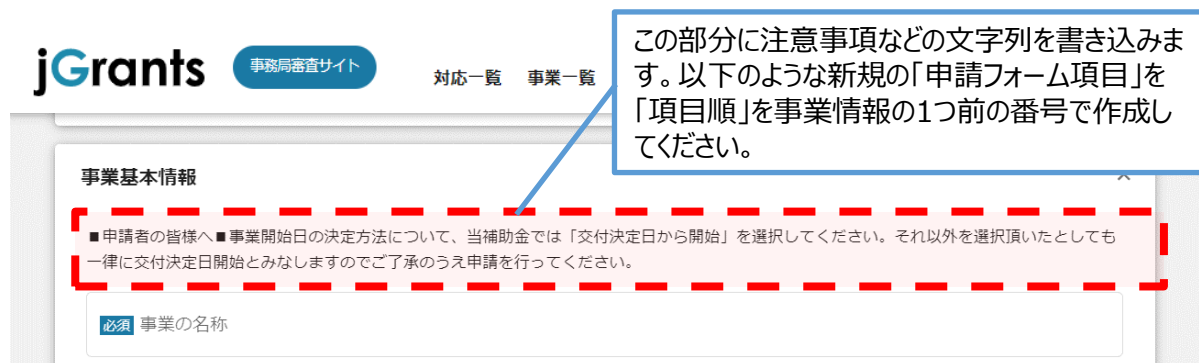 jGrants 事務局審査サイト 対応一覧 事業一覧
この部分に注意事項などの文字列を書き込みま
す。以下のような新規の「申請フォーム項目」を
「項目順」を事業情報の1つ前の番号で作成し
てください。
事業基本情報
■申請者の皆様へ■事業開始日の決定方法について、当補助金では「交付決定日から開始」を選択してください。それ以外を選択頂いたとしても
一律に交付決定日開始とみなしますのでご了承のうえ申請を行ってください。
必須 事業の名称